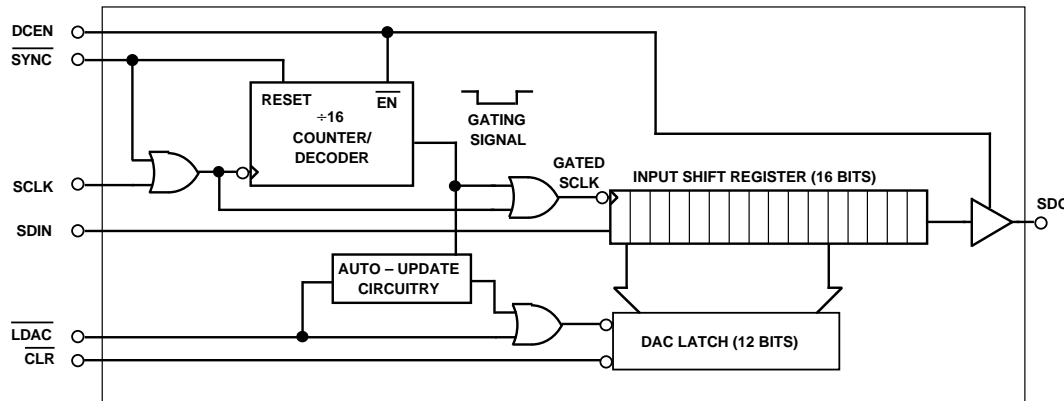 DCEN
SYNC
RESET
EN
÷16
COUNTER/
DECODER
GATING
SIGNAL
SCLK
GATED
SCLK
INPUT SHIFT REGISTER (16 BITS)
SDIN
SDO
AUTO – UPDATE
CIRCUITRY
LDAC
CLR
DAC LATCH (12 BITS)